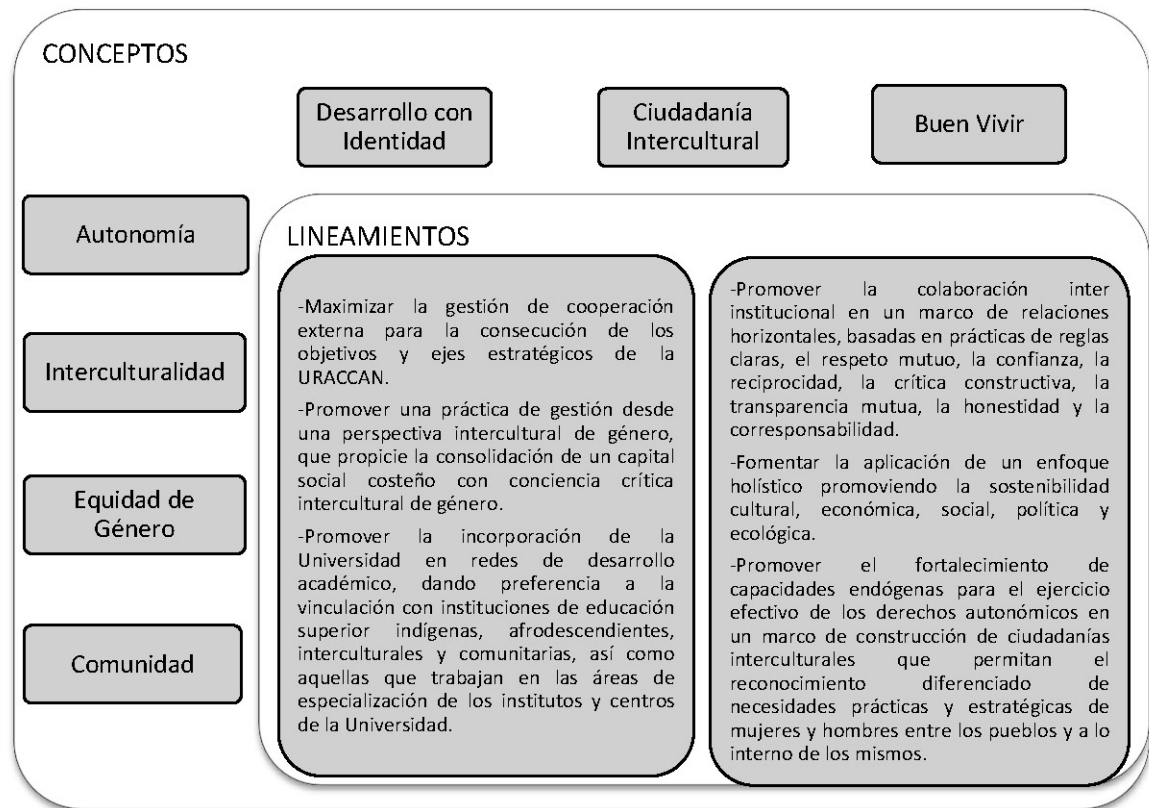 CONCEPTOS
Desarrollo con
Identidad
Ciudadanía
Intercultural
Buen Vivir
Autonomía
Interculturalidad
Equidad de
Género
Comunidad
LINEAMIENTOS
-Maximizar la gestión de cooperación
externa para la consecución de los
objetivos y ejes estratégicos de la
URACCAN.
-Promover una práctica de gestión desde
una perspectiva intercultural de género,
que propicie la consolidación de un capital
social costeño con conciencia crítica
intercultural de género.
-Promover la incorporación de la
Universidad en redes de desarrollo
académico, dando preferencia a la
vinculación con instituciones de educación
superior indígenas, afrodescendientes,
interculturales y comunitarias, así como
aquellas que trabajan en las áreas de
especialización de los institutos y centros
de la Universidad.
-Promover la colaboración inter
institucional en un marco de relaciones
horizontales, basadas en prácticas de reglas
claras, el respeto mutuo, la confianza, la
reciprocidad, la crítica constructiva, la
transparencia mutua, la honestidad y la
corresponsabilidad.
-Fomentar la aplicación de un enfoque
holístico promoviendo la sostenibilidad
cultural, económica, social, política y
ecológica.
-Promover el fortalecimiento de
capacidades endógenas para el ejercicio
efectivo de los derechos autonómicos en
un marco de construcción de ciudadanías
interculturales que permitan el
reconocimiento diferenciado de
necesidades prácticas y estratégicas de
mujeres y hombres entre los pueblos y a lo
interno de los mismos.